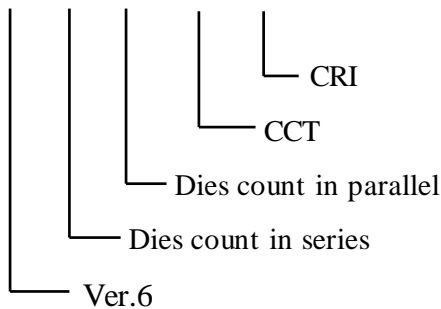 CRI
CCT
Dies count in parallel
Dies count in series
Ver.6